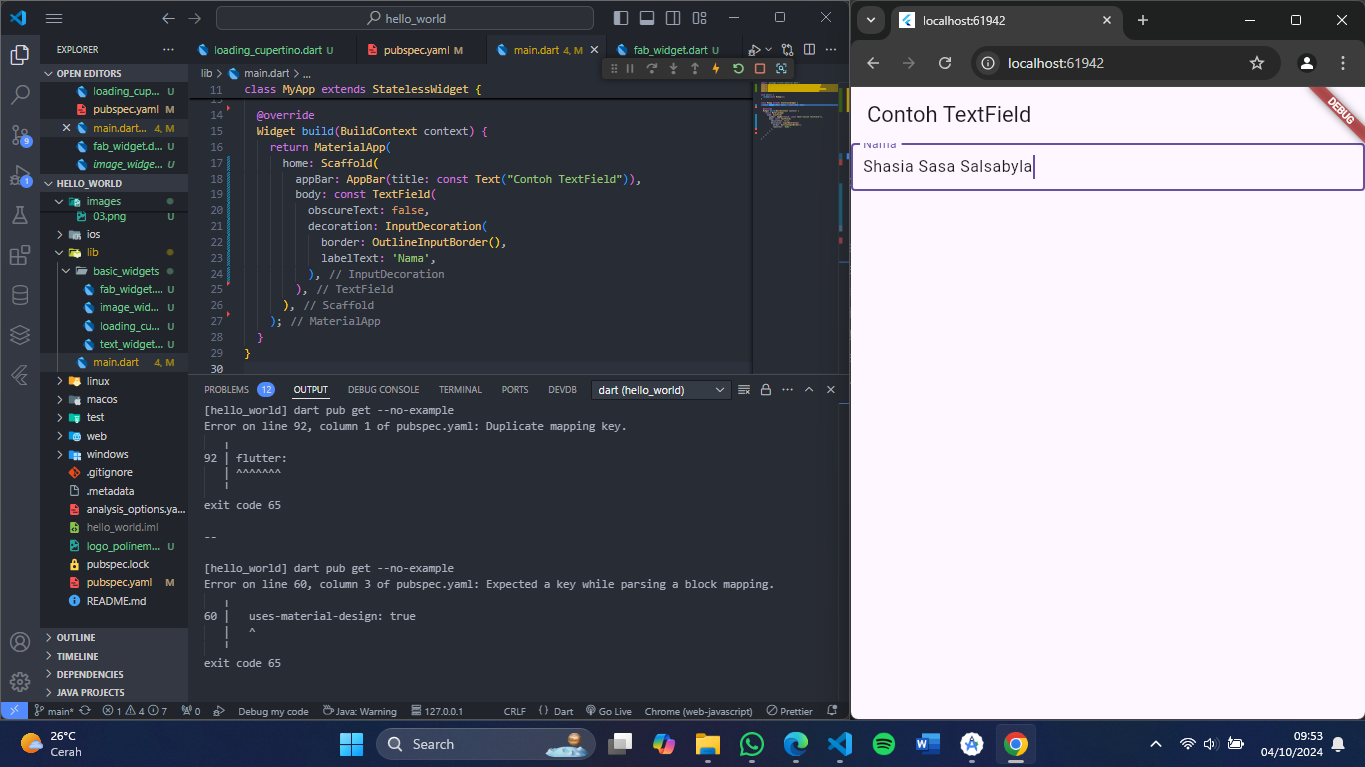 hello_world
EXPLORER
OPEN EDITORS
loading_cup... U
pubspec.yaml M
main.dart... 4, M
fab_widget.d... U
image_widge... U
HELLO_WORLD
images
03.png U
ios
lib
basic_widgets
fab_widget.... U
image_wid... U
loading_cu... U
text_widget... U
main.dart 4, M
linux
macos
test
web
windows
.gitignore
.metadata
analysis_options.ya...
hello_world.iml
logo_polinem... U
pubspec.lock
pubspec.yaml M
README.md
OUTLINE
TIMELINE
DEPENDENCIES
JAVA PROJECTS
9
1
loading_cupertino.dart U
pubspec.yaml M
main.dart 4, M
fab_widget.dart U
lib > main.dart > ...
11 class MyApp extends StatelessWidget {
14 @override
15 Widget build(BuildContext context) {
16 return MaterialApp(
17 home: Scaffold(
18 appBar: AppBar(title: const Text("Contoh TextField")),
19 body: const TextField(
20 obscureText: false,
21 decoration: InputDecoration(
22 border: OutlineInputBorder(),
23 labelText: 'Nama',
24 ), // InputDecoration
25 ), // TextField
26 ), // Scaffold
27 ); // MaterialApp
28 }
29 }
30
PROBLEMS 12 OUTPUT DEBUG CONSOLE TERMINAL PORTS DEVDB dart (hello_world)
[hello_world] dart pub get --no-example
Error on line 92, column 1 of pubspec.yaml: Duplicate mapping key.
92 | flutter:
| ^^^^^^^
exit code 65
--
[hello_world] dart pub get --no-example
Error on line 60, column 3 of pubspec.yaml: Expected a key while parsing a block mapping.
60 | uses-material-design: true
| ^
exit code 65
main* 1 4 7 0 Debug my code Java: Warning 127.0.0.1 CRLF {} Dart Go Live Chrome (web-javascript) Prettier
localhost:61942
localhost:61942
Contoh TextField
DEBUG
Nama
Shasia Sasa Salsabyla
26°C
Cerah
Search
09:53
04/10/2024